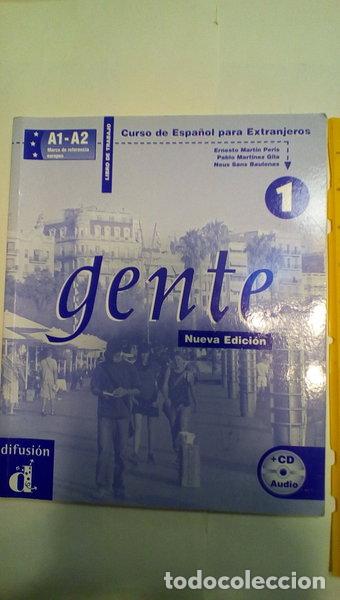 A1-A2
Marco de referencia
europeo
LIBRO DE TRABAJO
Curso de Español para Extranjeros
Ernesto Martín Peris
Pablo Martínez Gila
Neus Sans Baulenas
1
gente
Nueva Edición
difusión
d
+CD
Audio
todocoleccion